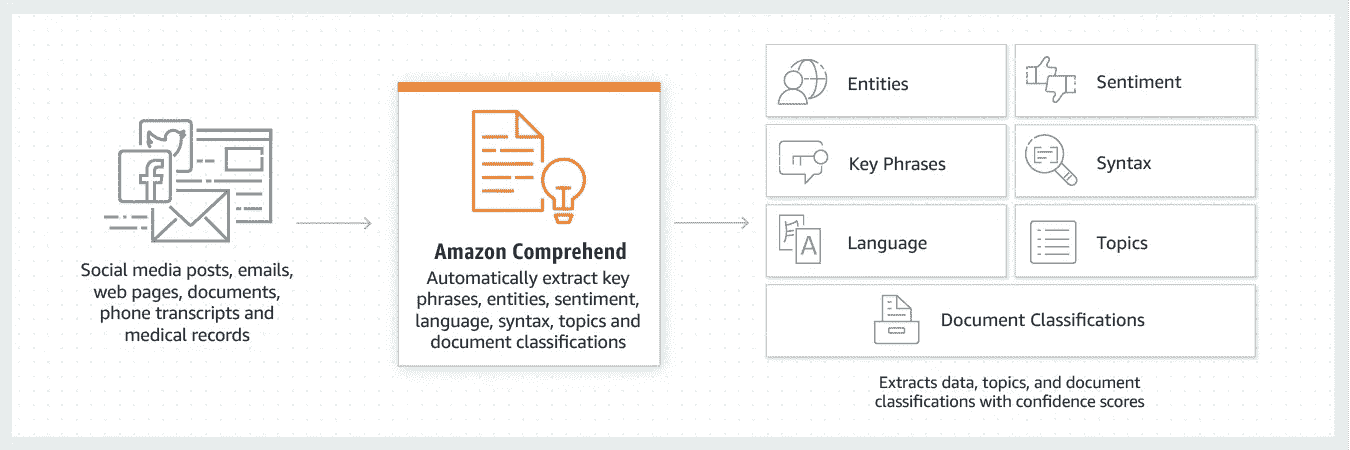 Social media posts, emails,
web pages, documents,
phone transcripts and
medical records
Amazon Comprehend
Automatically extract key
phrases, entities, sentiment,
language, syntax, topics and
document classifications
Entities
Sentiment
Key Phrases
Syntax
Language
A
Topics
Document Classifications
Extracts data, topics, and document
classifications with confidence scores